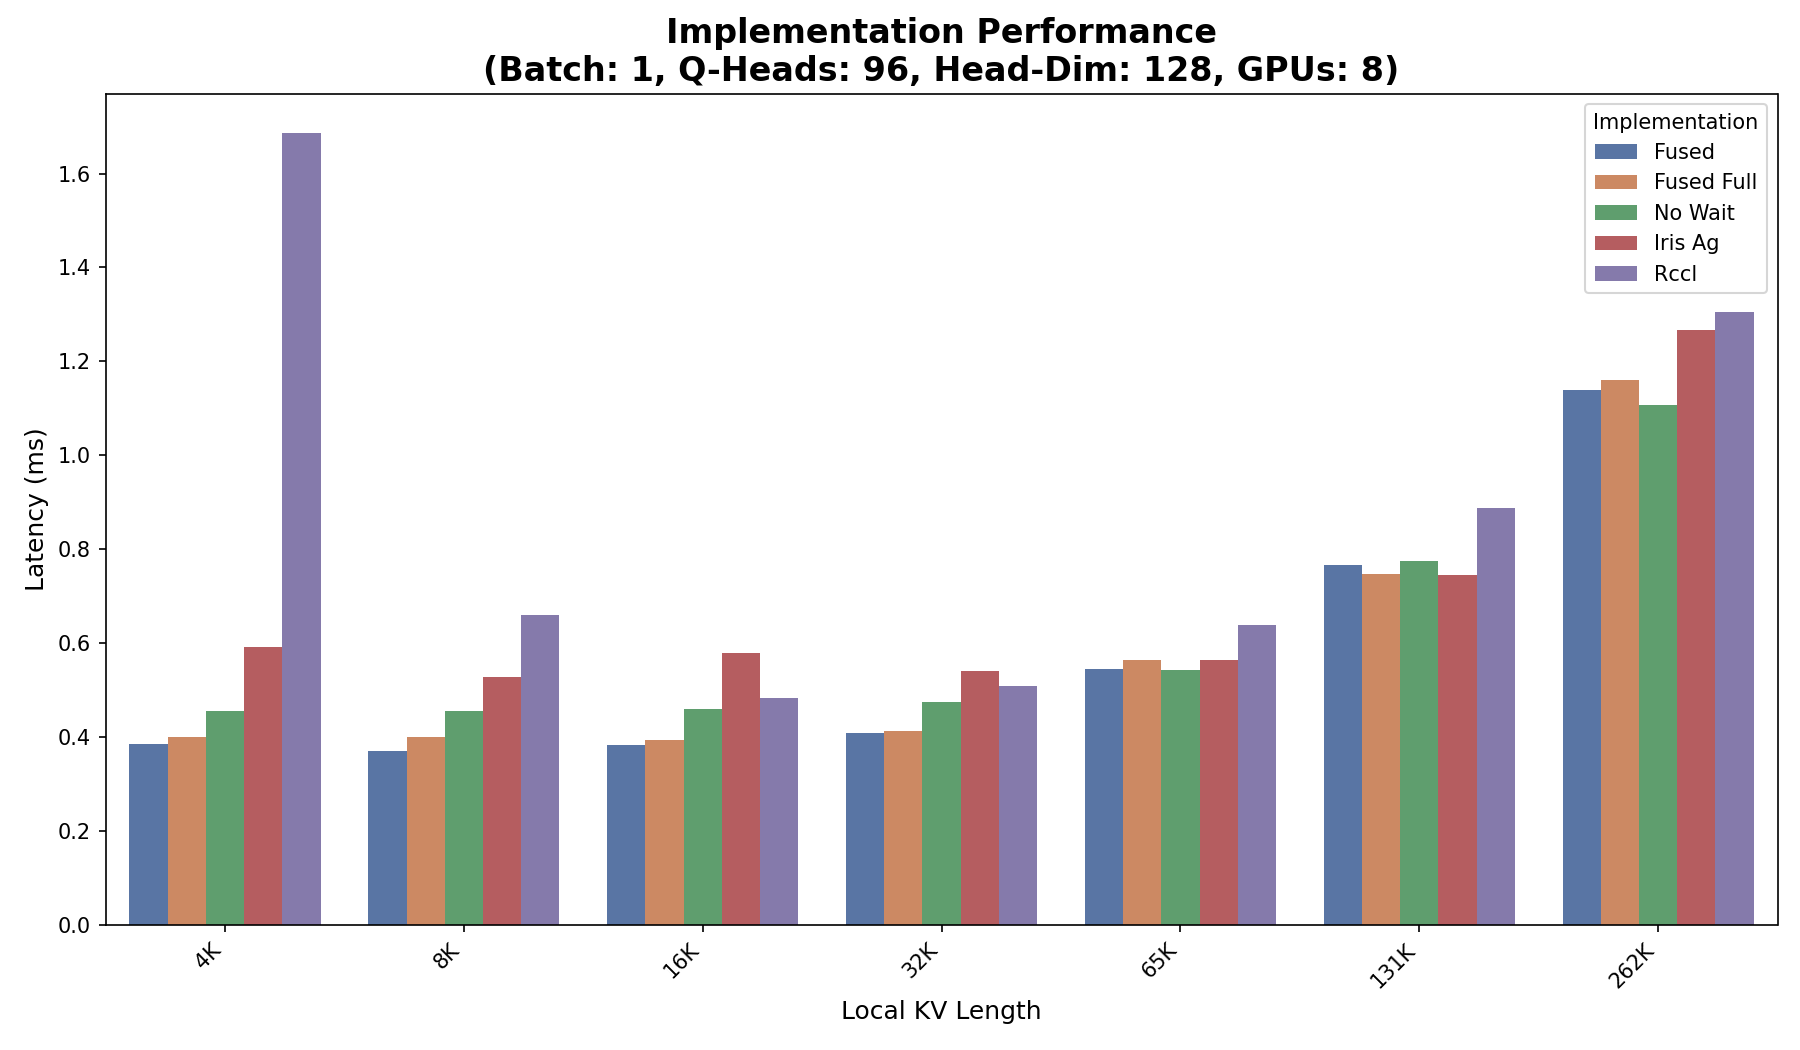 Implementation Performance
(Batch: 1, Q-Heads: 96, Head-Dim: 128, GPUs: 8)
Implementation
Fused
Fused Full
No Wait
Iris Ag
Rccl
Latency (ms)
1.6
1.4
1.2
1.0
0.8
0.6
0.4
0.2
0.0
4K
8K
16K
32K
65K
131K
262K
Local KV Length